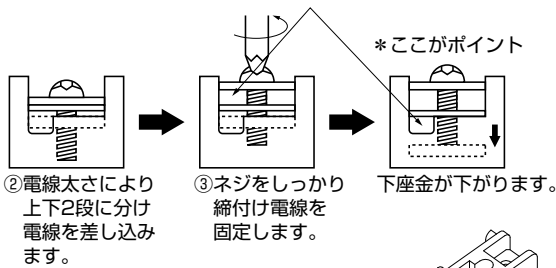 ＊ここがポイント
②電線太さにより
上下2段に分け
電線を差し込み
ます。
③ネジをしっかり
締付け電線を
固定します。
下座金が下がります。